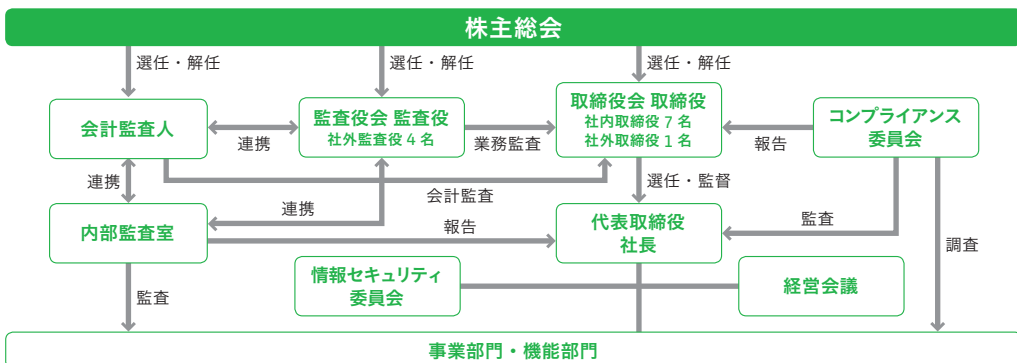 株主総会
選任・解任
選任・解任
選任・解任
会計監査人
連携
監査役会 監査役
社外監査役 4 名
業務監査
取締役会 取締役
社内取締役 7 名
社外取締役 1 名
報告
コンプライアンス
委員会
連携
会計監査
選任・監督
内部監査室
連携
報告
代表取締役
社長
監査
調査
監査
情報セキュリティ
委員会
経営会議
事業部門・機能部門